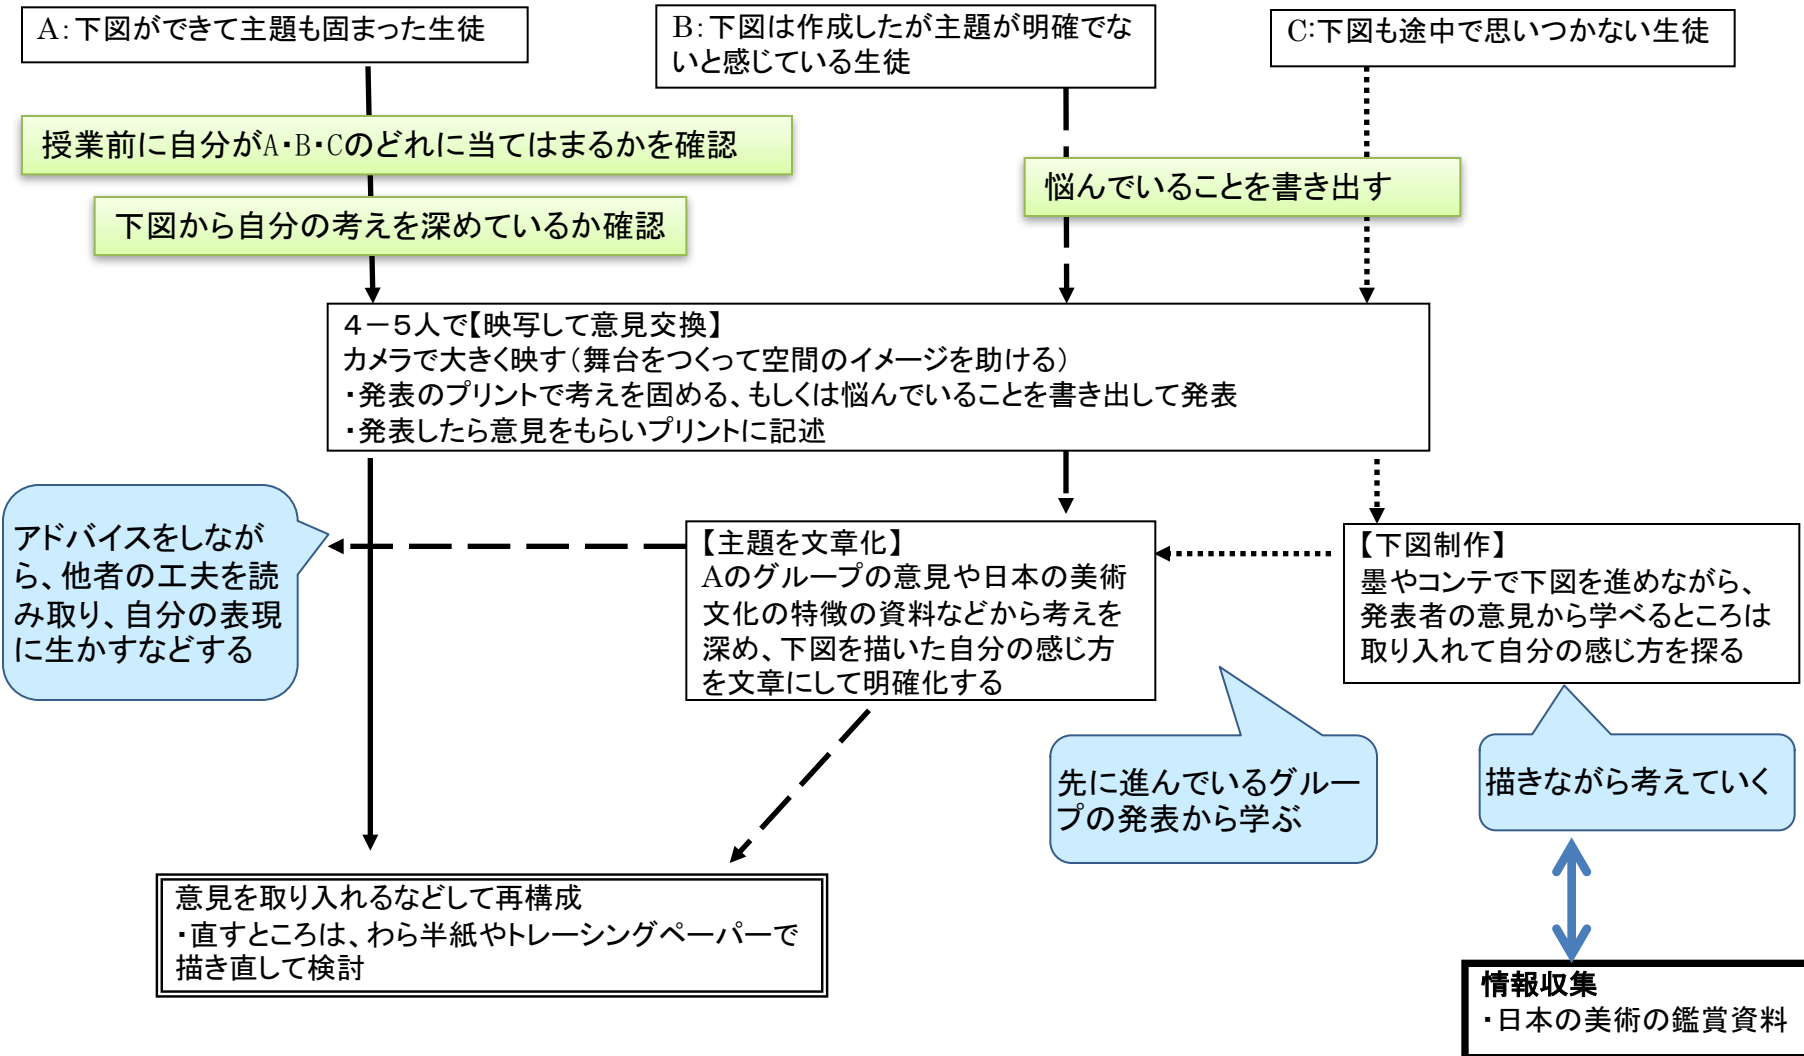 A:下図ができて主題も固まった生徒
B:下図は作成したが主題が明確でな
いと感じている生徒
C:下図も途中で思いつかない生徒
授業前に自分がA・B・Cのどれに当てはまるかを確認
悩んでいることを書き出す
下図から自分の考えを深めているか確認
４－５人で【映写して意見交換】
カメラで大きく映す（舞台をつくって空間のイメージを助ける）
・発表のプリントで考えを固める、もしくは悩んでいることを書き出して発表
・発表したら意見をもらいプリントに記述
アドバイスをしなが
ら、他者の工夫を読
み取り、自分の表現
に生かすなどする
【主題を文章化】
Aのグループの意見や日本の美術
文化の特徴の資料などから考えを
深め、下図を描いた自分の感じ方
を文章にして明確化する
【下図制作】
墨やコンテで下図を進めながら、
発表者の意見から学べるところは
取り入れて自分の感じ方を探る
先に進んでいるグルー
プの発表から学ぶ
描きながら考えていく
意見を取り入れるなどして再構成
・直すところは、わら半紙やトレーシングペーパーで
描き直して検討
情報収集
・日本の美術の鑑賞資料